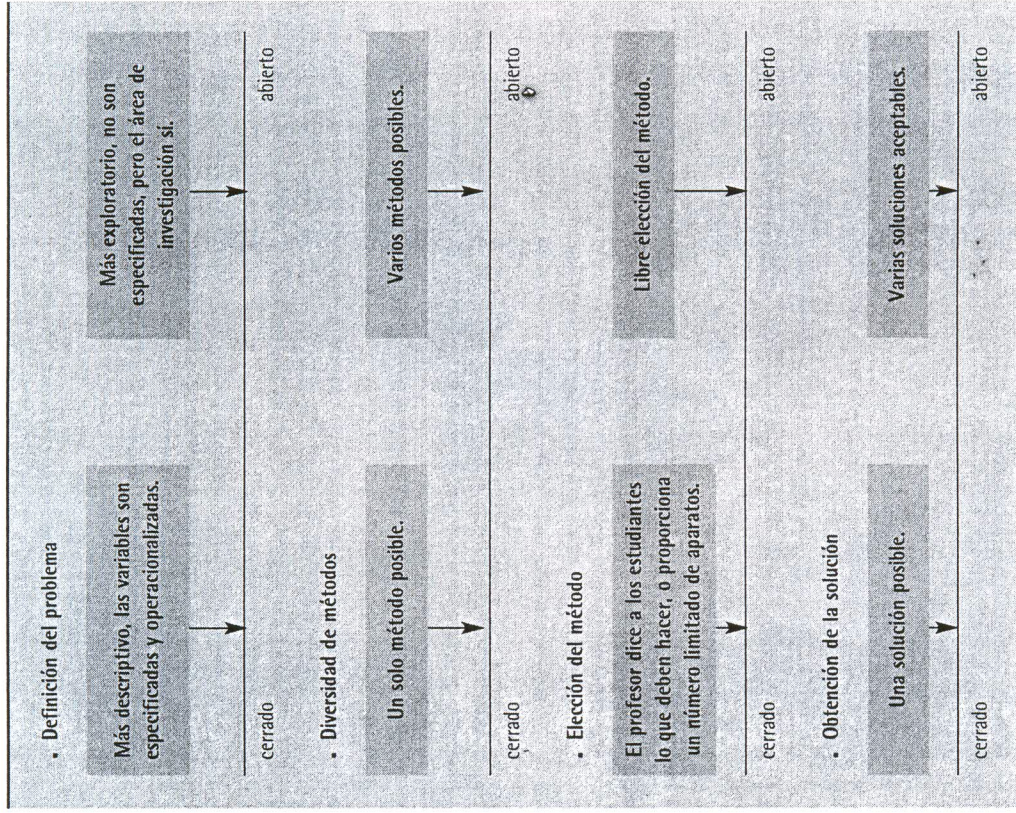 • Definición del problema
Más descriptivo, las variables son
especificadas y operacionalizadas.
Más exploratorio, no son
especificadas, pero el área de
investigación sí.
cerrado
abierto
• Diversidad de métodos
Un solo método posible.
Varios métodos posibles.
cerrado
abierto
• Elección del método
El profesor dice a los estudiantes
lo que deben hacer, o proporciona
un número limitado de aparatos.
Libre elección del método.
cerrado
abierto
• Obtención de la solución
Una solución posible.
Varias soluciones aceptables.
cerrado
abierto